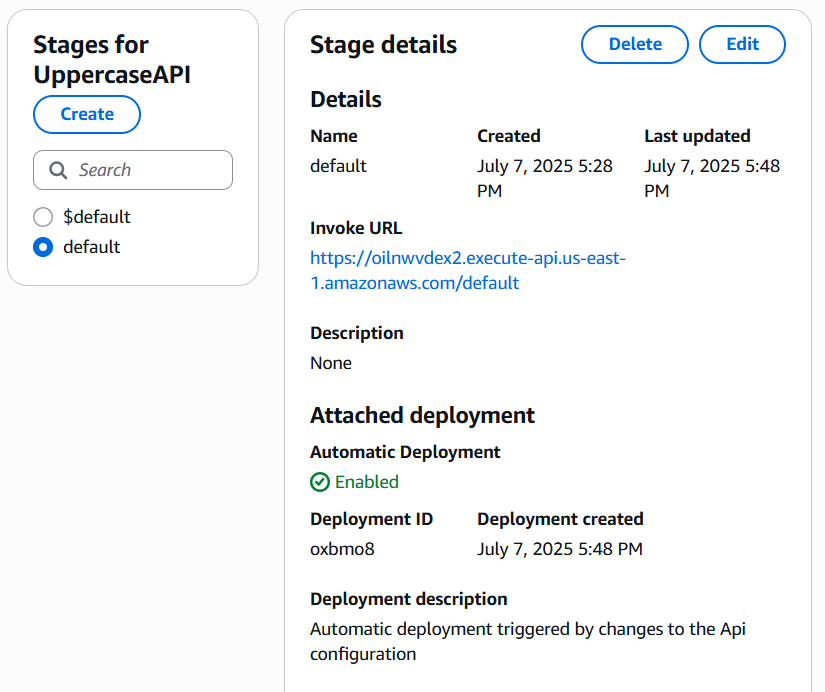 Stages for
UppercaseAPI
Create
Search
$default
default
Stage details
Delete
Edit
Details
Name
Created
Last updated
default
July 7, 2025 5:28
PM
July 7, 2025 5:48
PM
Invoke URL
https://oilnwvdex2.execute-api.us-east-
1.amazonaws.com/default
Description
None
Attached deployment
Automatic Deployment
Enabled
Deployment ID
Deployment created
oxbmo8
July 7, 2025 5:48 PM
Deployment description
Automatic deployment triggered by changes to the Api
configuration